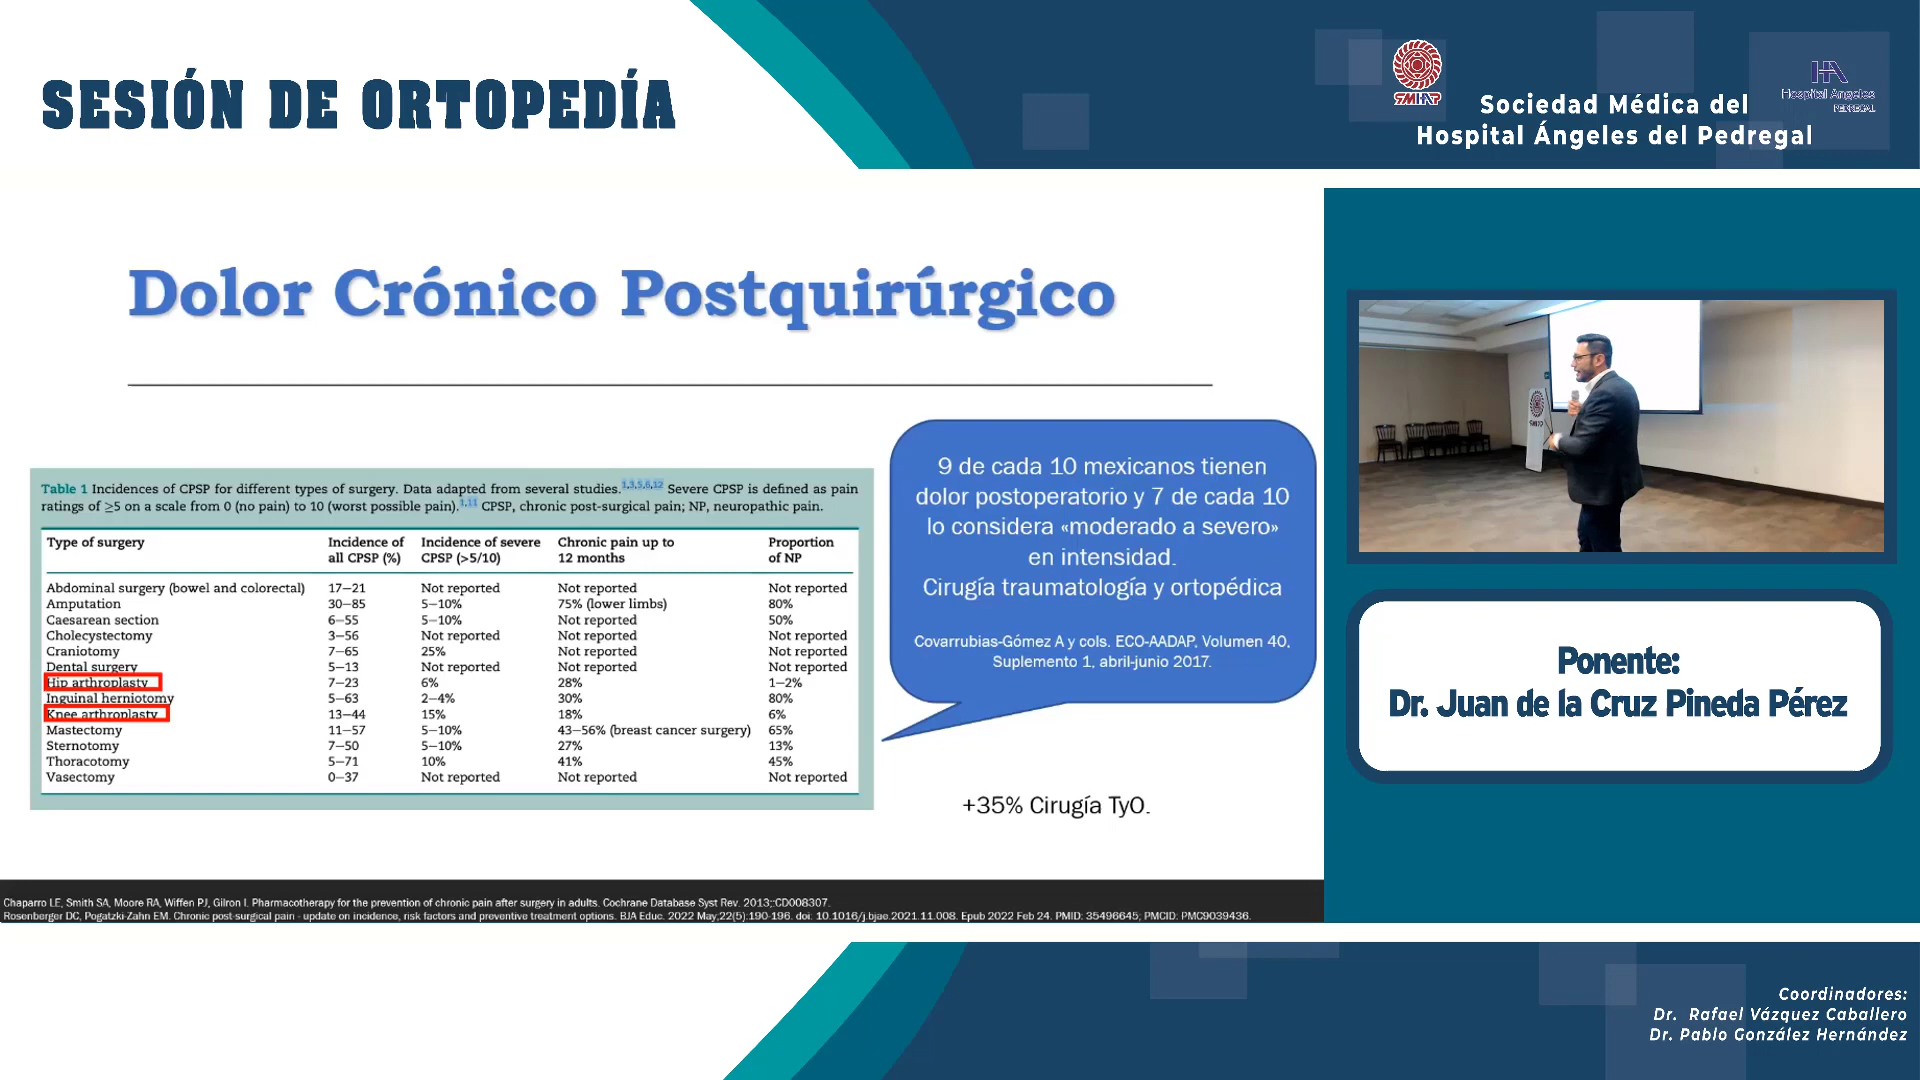 SESIÓN DE ORTOPEDÍA
SMHAP
Sociedad Médica del
Hospital Ángeles del Pedregal
HA
Hospital Angeles
PEDREGAL
Dolor Crónico Postquirúrgico
Table 1 Incidences of CPSP for different types of surgery. Data adapted from several studies.1,3,5,6,12 Severe CPSP is defined as pain
ratings of ≥5 on a scale from 0 (no pain) to 10 (worst possible pain).1,11 CPSP, chronic post-surgical pain; NP, neuropathic pain.
Type of surgery Incidence of all CPSP (%) Incidence of severe CPSP (>5/10) Chronic pain up to 12 months Proportion of NP
Abdominal surgery (bowel and colorectal) 17–21 Not reported Not reported Not reported
Amputation 30–85 5–10% 75% (lower limbs) 80%
Caesarean section 6–55 5–10% Not reported 50%
Cholecystectomy 3–56 Not reported Not reported Not reported
Craniotomy 7–65 25% Not reported Not reported
Dental surgery 5–13 Not reported Not reported Not reported
Hip arthroplasty 7–23 6% 28% 1–2%
Inguinal herniotomy 5–63 2–4% 30% 80%
Knee arthroplasty 13–44 15% 18% 6%
Mastectomy 11–57 5–10% 43–56% (breast cancer surgery) 65%
Sternotomy 7–50 5–10% 27% 13%
Thoracotomy 5–71 10% 41% 45%
Vasectomy 0–37 Not reported Not reported Not reported
9 de cada 10 mexicanos tienen
dolor postoperatorio y 7 de cada 10
lo considera «moderado a severo»
en intensidad.
Cirugía traumatología y ortopédica
Covarrubias-Gómez A y cols. ECO-AADAP, Volumen 40,
Suplemento 1, abril-junio 2017.
+35% Cirugía TyO.
Chaparro LE, Smith SA, Moore RA, Wiffen PJ, Gilron I. Pharmacotherapy for the prevention of chronic pain after surgery in adults. Cochrane Database Syst Rev. 2013;:CD008307.
Rosenberger DC, Pogatzki-Zahn EM. Chronic post-surgical pain - update on incidence, risk factors and preventive treatment options. BJA Educ. 2022 May;22(5):190-196. doi: 10.1016/j.bjae.2021.11.008. Epub 2022 Feb 24. PMID: 35496645; PMCID: PMC9039436.
Ponente:
Dr. Juan de la Cruz Pineda Pérez
Coordinadores:
Dr. Rafael Vázquez Caballero
Dr. Pablo González Hernández